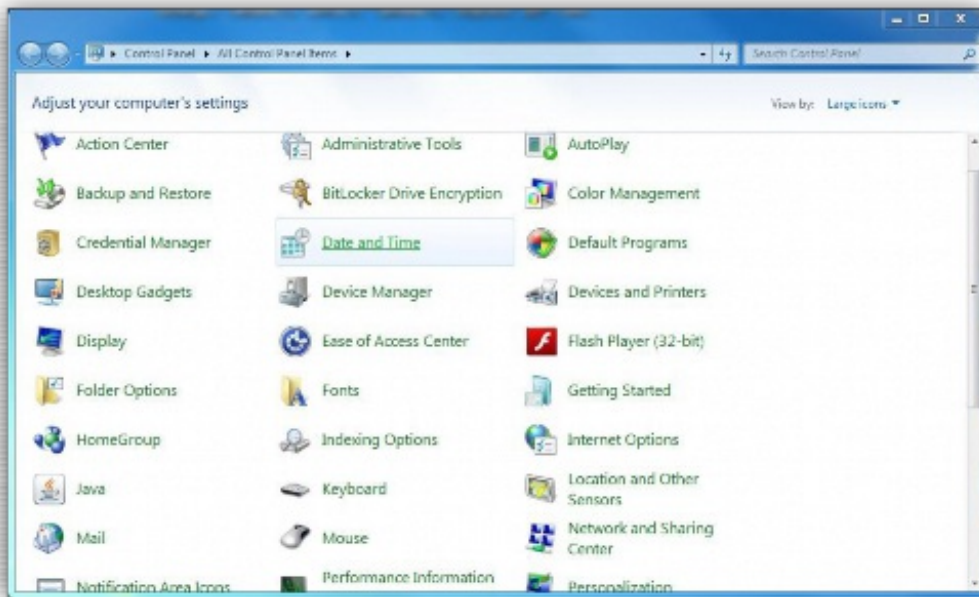 Control Panel ▸ All Control Panel Items ▸
Search Control Panel
Adjust your computer's settings
View by: Large icons
Action Center
Administrative Tools
AutoPlay
Backup and Restore
BitLocker Drive Encryption
Color Management
Credential Manager
Date and Time
Default Programs
Desktop Gadgets
Device Manager
Devices and Printers
Display
Ease of Access Center
Flash Player (32-bit)
Folder Options
Fonts
Getting Started
HomeGroup
Indexing Options
Internet Options
Java
Keyboard
Location and Other
Sensors
Mail
Mouse
Network and Sharing
Center
Notification Area Icons
Performance Information
Personalization